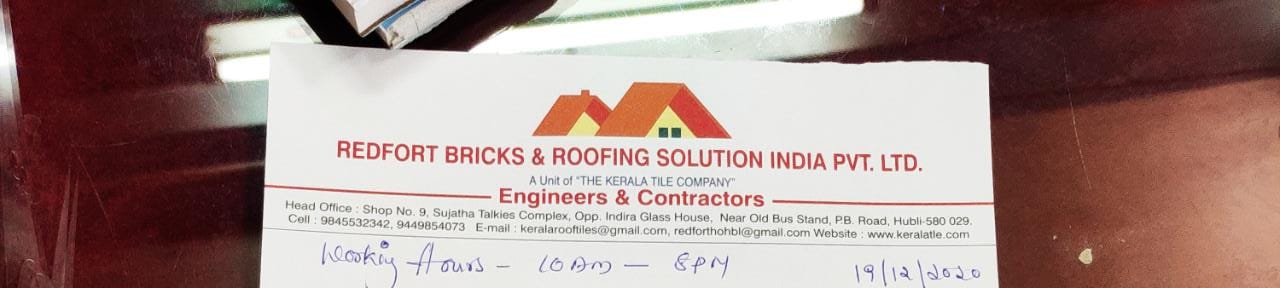 REDFORT BRICKS & ROOFING SOLUTION INDIA PVT. LTD.
A Unit of "THE KERALA TILE COMPANY"
Engineers & Contractors
Head Office : Shop No. 9, Sujatha Talkies Complex, Opp. Indira Glass House, Near Old Bus Stand, P.B. Road, Hubli-580 029.
Cell : 9845532342, 9449854073 E-mail : keralarooftiles@gmail.com, redforthohbl@gmail.com Website : www.keralatle.com
Working Hours - 10AM - 8PM 19/12/2020